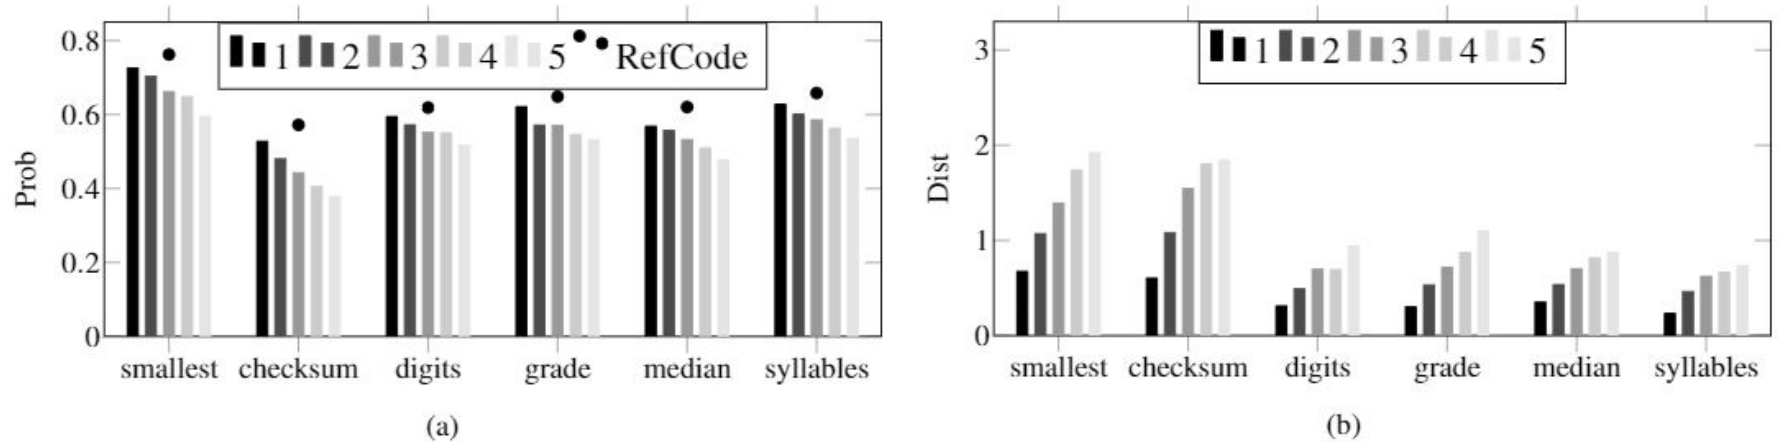 0.8
0.6
0.4
0.2
0
Prob
1 2 3 4 5 RefCode
smallest checksum digits grade median syllables
(a)
3
2
1
0
Dist
1 2 3 4 5
smallest checksum digits grade median syllables
(b)